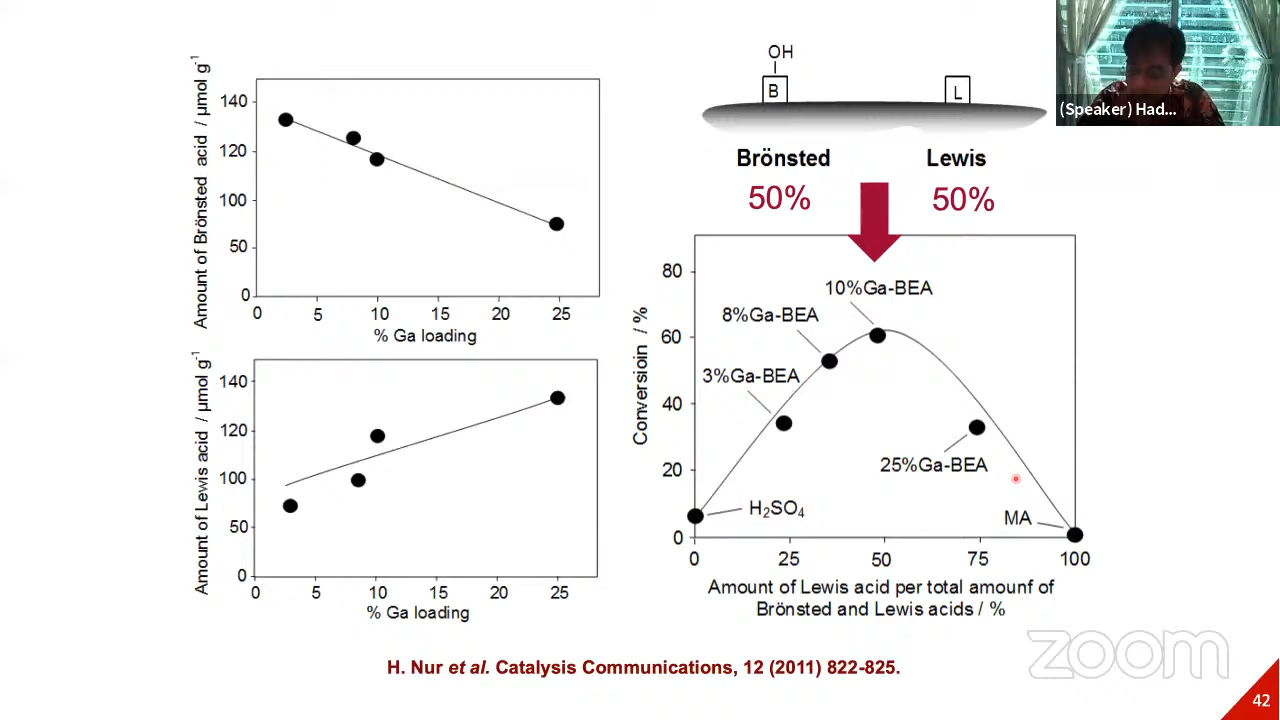 Amount of Brönsted acid / µmol g-1
140
120
100
50
0
0 5 10 15 20 25
% Ga loading
Amount of Lewis acid / µmol g-1
140
120
100
50
0
0 5 10 15 20 25
% Ga loading
OH
B
L
Brönsted Lewis
50% 50%
Conversioin / %
80
60
40
20
0
10%Ga-BEA
8%Ga-BEA
3%Ga-BEA
25%Ga-BEA
H2SO4
MA
0 25 50 75 100
Amount of Lewis acid per total amounf of
Brönsted and Lewis acids / %
(Speaker) Had...
H. Nur et al. Catalysis Communications, 12 (2011) 822-825.
zoom
42